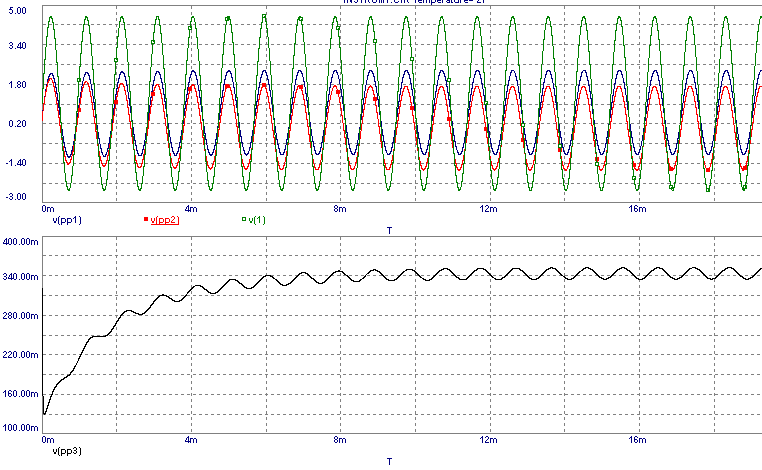 Temperature= 27
5.00
3.40
1.80
0.20
-1.40
-3.00
0m 4m 8m 12m 16m
v(pp1) v(pp2) v(1)
T
400.00m
340.00m
280.00m
220.00m
160.00m
100.00m
0m 4m 8m 12m 16m
v(pp3)
T